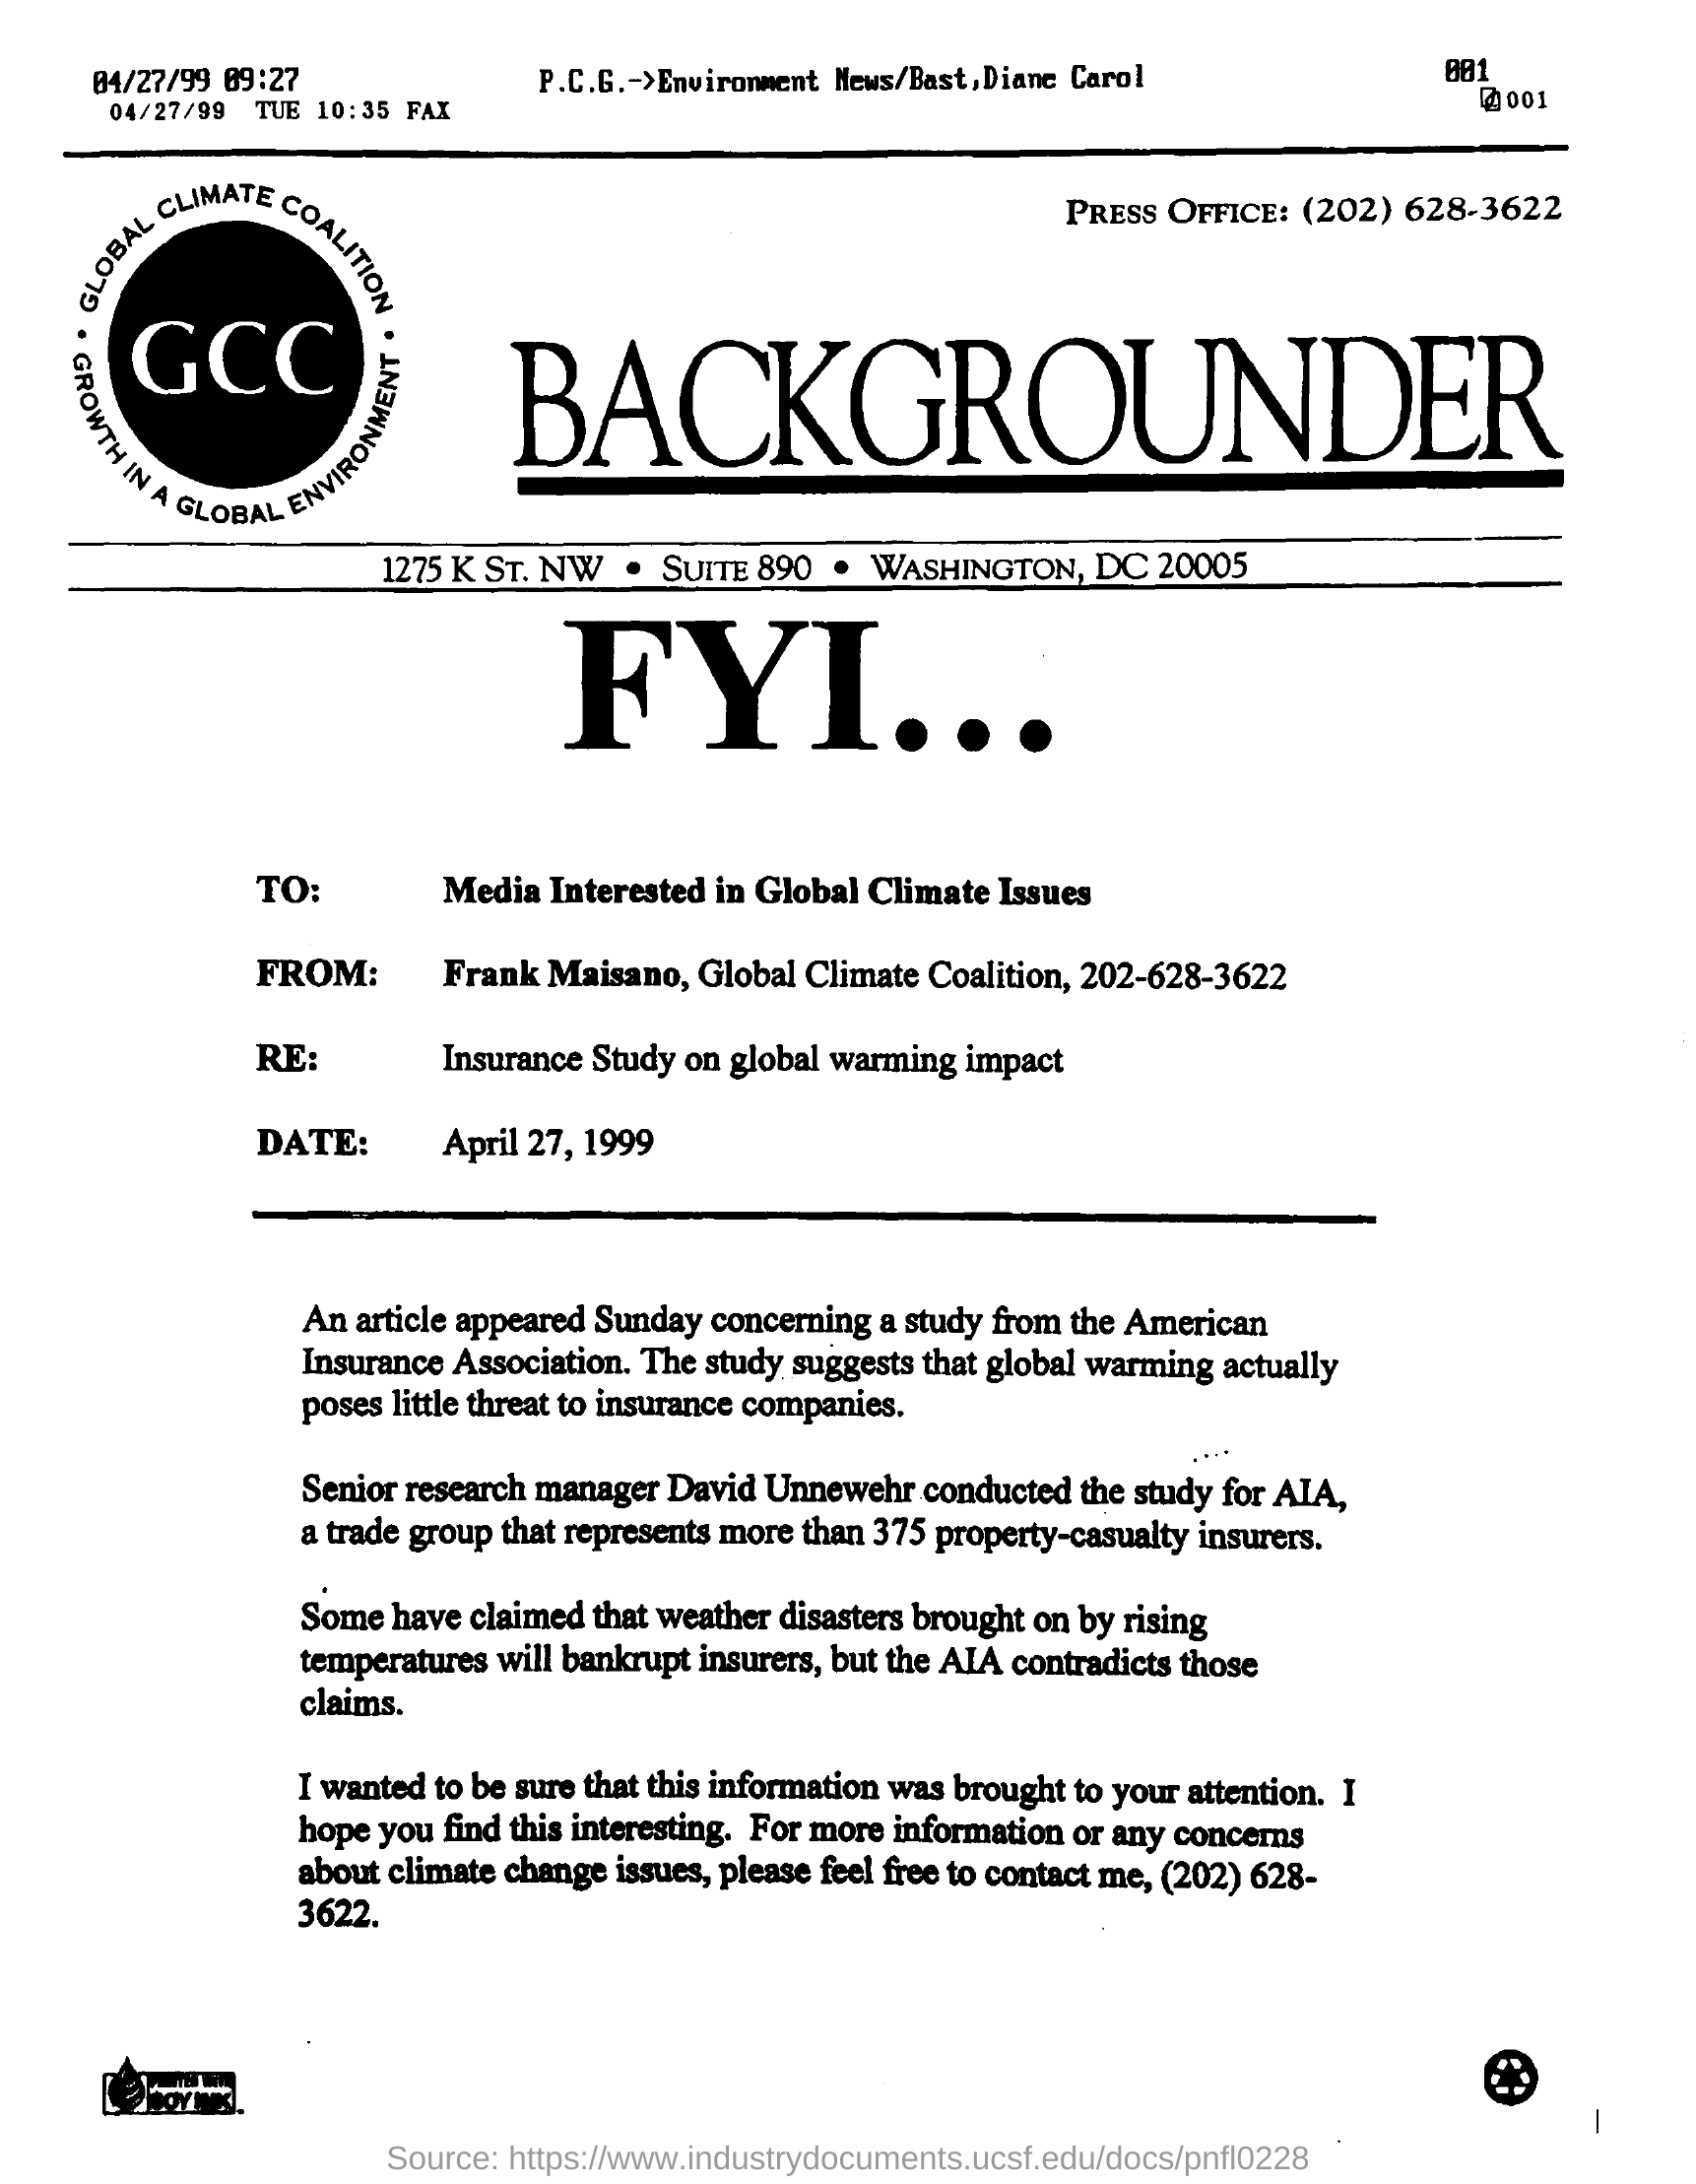 04/27/99 09:27 P.C.G.->Environment News/Bast,Diane Carol 001
04/27/99 TUE 10:35 FAX 001
PRESS OFFICE: (202) 628-3622
• GLOBAL CLIMATE COALITION •
GCC
GROWTH IN A GLOBAL ENVIRONMENT
BACKGROUNDER
1275 K ST. NW • SUITE 890 • WASHINGTON, DC 20005
FYI...
TO: Media Interested in Global Climate Issues
FROM: Frank Maisano, Global Climate Coalition, 202-628-3622
RE: Insurance Study on global warming impact
DATE: April 27, 1999
An article appeared Sunday concerning a study from the American
Insurance Association. The study suggests that global warming actually
poses little threat to insurance companies.
Senior research manager David Unnewehr conducted the study for AIA,
a trade group that represents more than 375 property-casualty insurers.
Some have claimed that weather disasters brought on by rising
temperatures will bankrupt insurers, but the AIA contradicts those
claims.
I wanted to be sure that this information was brought to your attention. I
hope you find this interesting. For more information or any concerns
about climate change issues, please feel free to contact me, (202) 628-
3622.
PRINTED WITH
SOY INK
Source: https://www.industrydocuments.ucsf.edu/docs/pnfl0228